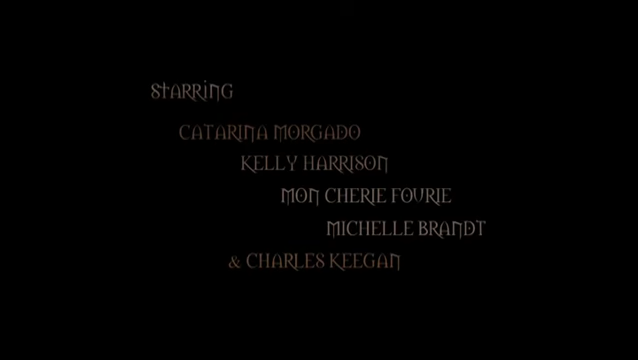 STARRiNG
CATARINA MORGADO
KELLY HARRISON
MON CHERIE FOURIE
MICHELLE BRANDT
& CHARLES KEEGAN